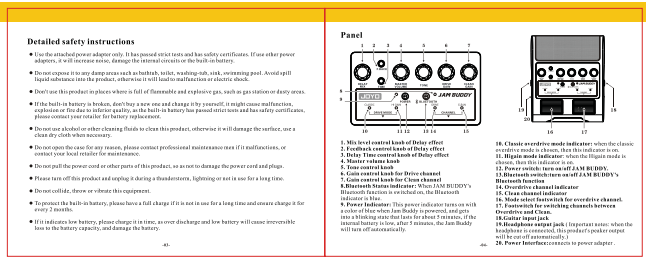 Detailed safety instructions
Use the attached power adapter only. It has passed strict tests and has safety certificates. If use other power
adapters, it will increase noise, damage the internal circuits or the built-in battery.
Do not expose it to any damp areas such as bathtub, toilet, washing-tub, sink, swimming pool. Avoid spill
liquid substance into the product, otherwise it will lead to malfunction or electric shock.
Don't use this product in places where is full of flammable and explosive gas, such as gas station or dusty areas.
If the built-in battery is broken, don't buy a new one and change it by yourself, it might cause malfunction,
explosion or fire due to inferior quality, as the built-in battery has passed strict tests and has safety certificates,
please contact your retailer for battery replacement.
Do not use alcohol or other cleaning fluids to clean this product, otherwise it will damage the surface, use a
clean dry cloth when necessary.
Do not open the case for any reason, please contact professional maintenance men if it malfunctions, or
contact your local retailer for maintenance.
Do not pull the power cord or other parts of this product, so as not to damage the power cord and plugs.
Please turn off this product and unplug it during a thunderstorm, lightning or not in use for a long time.
Do not collide, throw or vibrate this equipment.
To protect the built-in battery, please have a full charge if it is not in use for a long time and ensure charge it for
every 2 months.
If it indicates low battery, please charge it in time, as over discharge and low battery will cause irreversible
loss to the battery capacity, and damage the battery.
-03-
Panel
1 2 3 4 5 6 7
JAM BUDDY
8
9
10 11 12 13 14 15
19 18
20
16 17
1. Mix level control knob of Delay effect
2. Feedback control knob of Delay effect
3. Delay Time control knob of Delay effect
4. Master volume knob
5. Tone control knob
6. Gain control knob for Drive channel
7. Gain control knob for Clean channel
8.Bluetooth Status indicator: When JAM BUDDY's
Bluetooth function is switched on, the Bluetooth
indicator is blue.
9. Power Indicator: This power indicator turns on with
a color of blue when Jam Buddy is powered, and gets
into a blinking state that lasts for about 5 minutes, if the
internal battery is low, after 5 minutes, the Jam Buddy
will turn off automatically.
10. Classic overdrive mode indicator: when the classic
overdrive mode is chosen, then this indicator is on.
11. Higain mode indicator: when the Higain mode is
chosen, then this indicator is on.
12. Power switch: turn on/off JAM BUDDY.
13.Bluetooth switch:turn on/off JAM BUDDY's
Bluetooth function
14. Overdrive channel indicator
15. Clean channel indicator
16. Mode select footswitch for overdrive channel.
17. Footswitch for switching channels between
Overdrive and Clean.
18.Guitar input jack
19.Headphone output jack ( Important notes: when the
headphone is connected, this product's peaker output
will be cut off automatically.)
20. Power Interface:connects to power adapter .
-04-